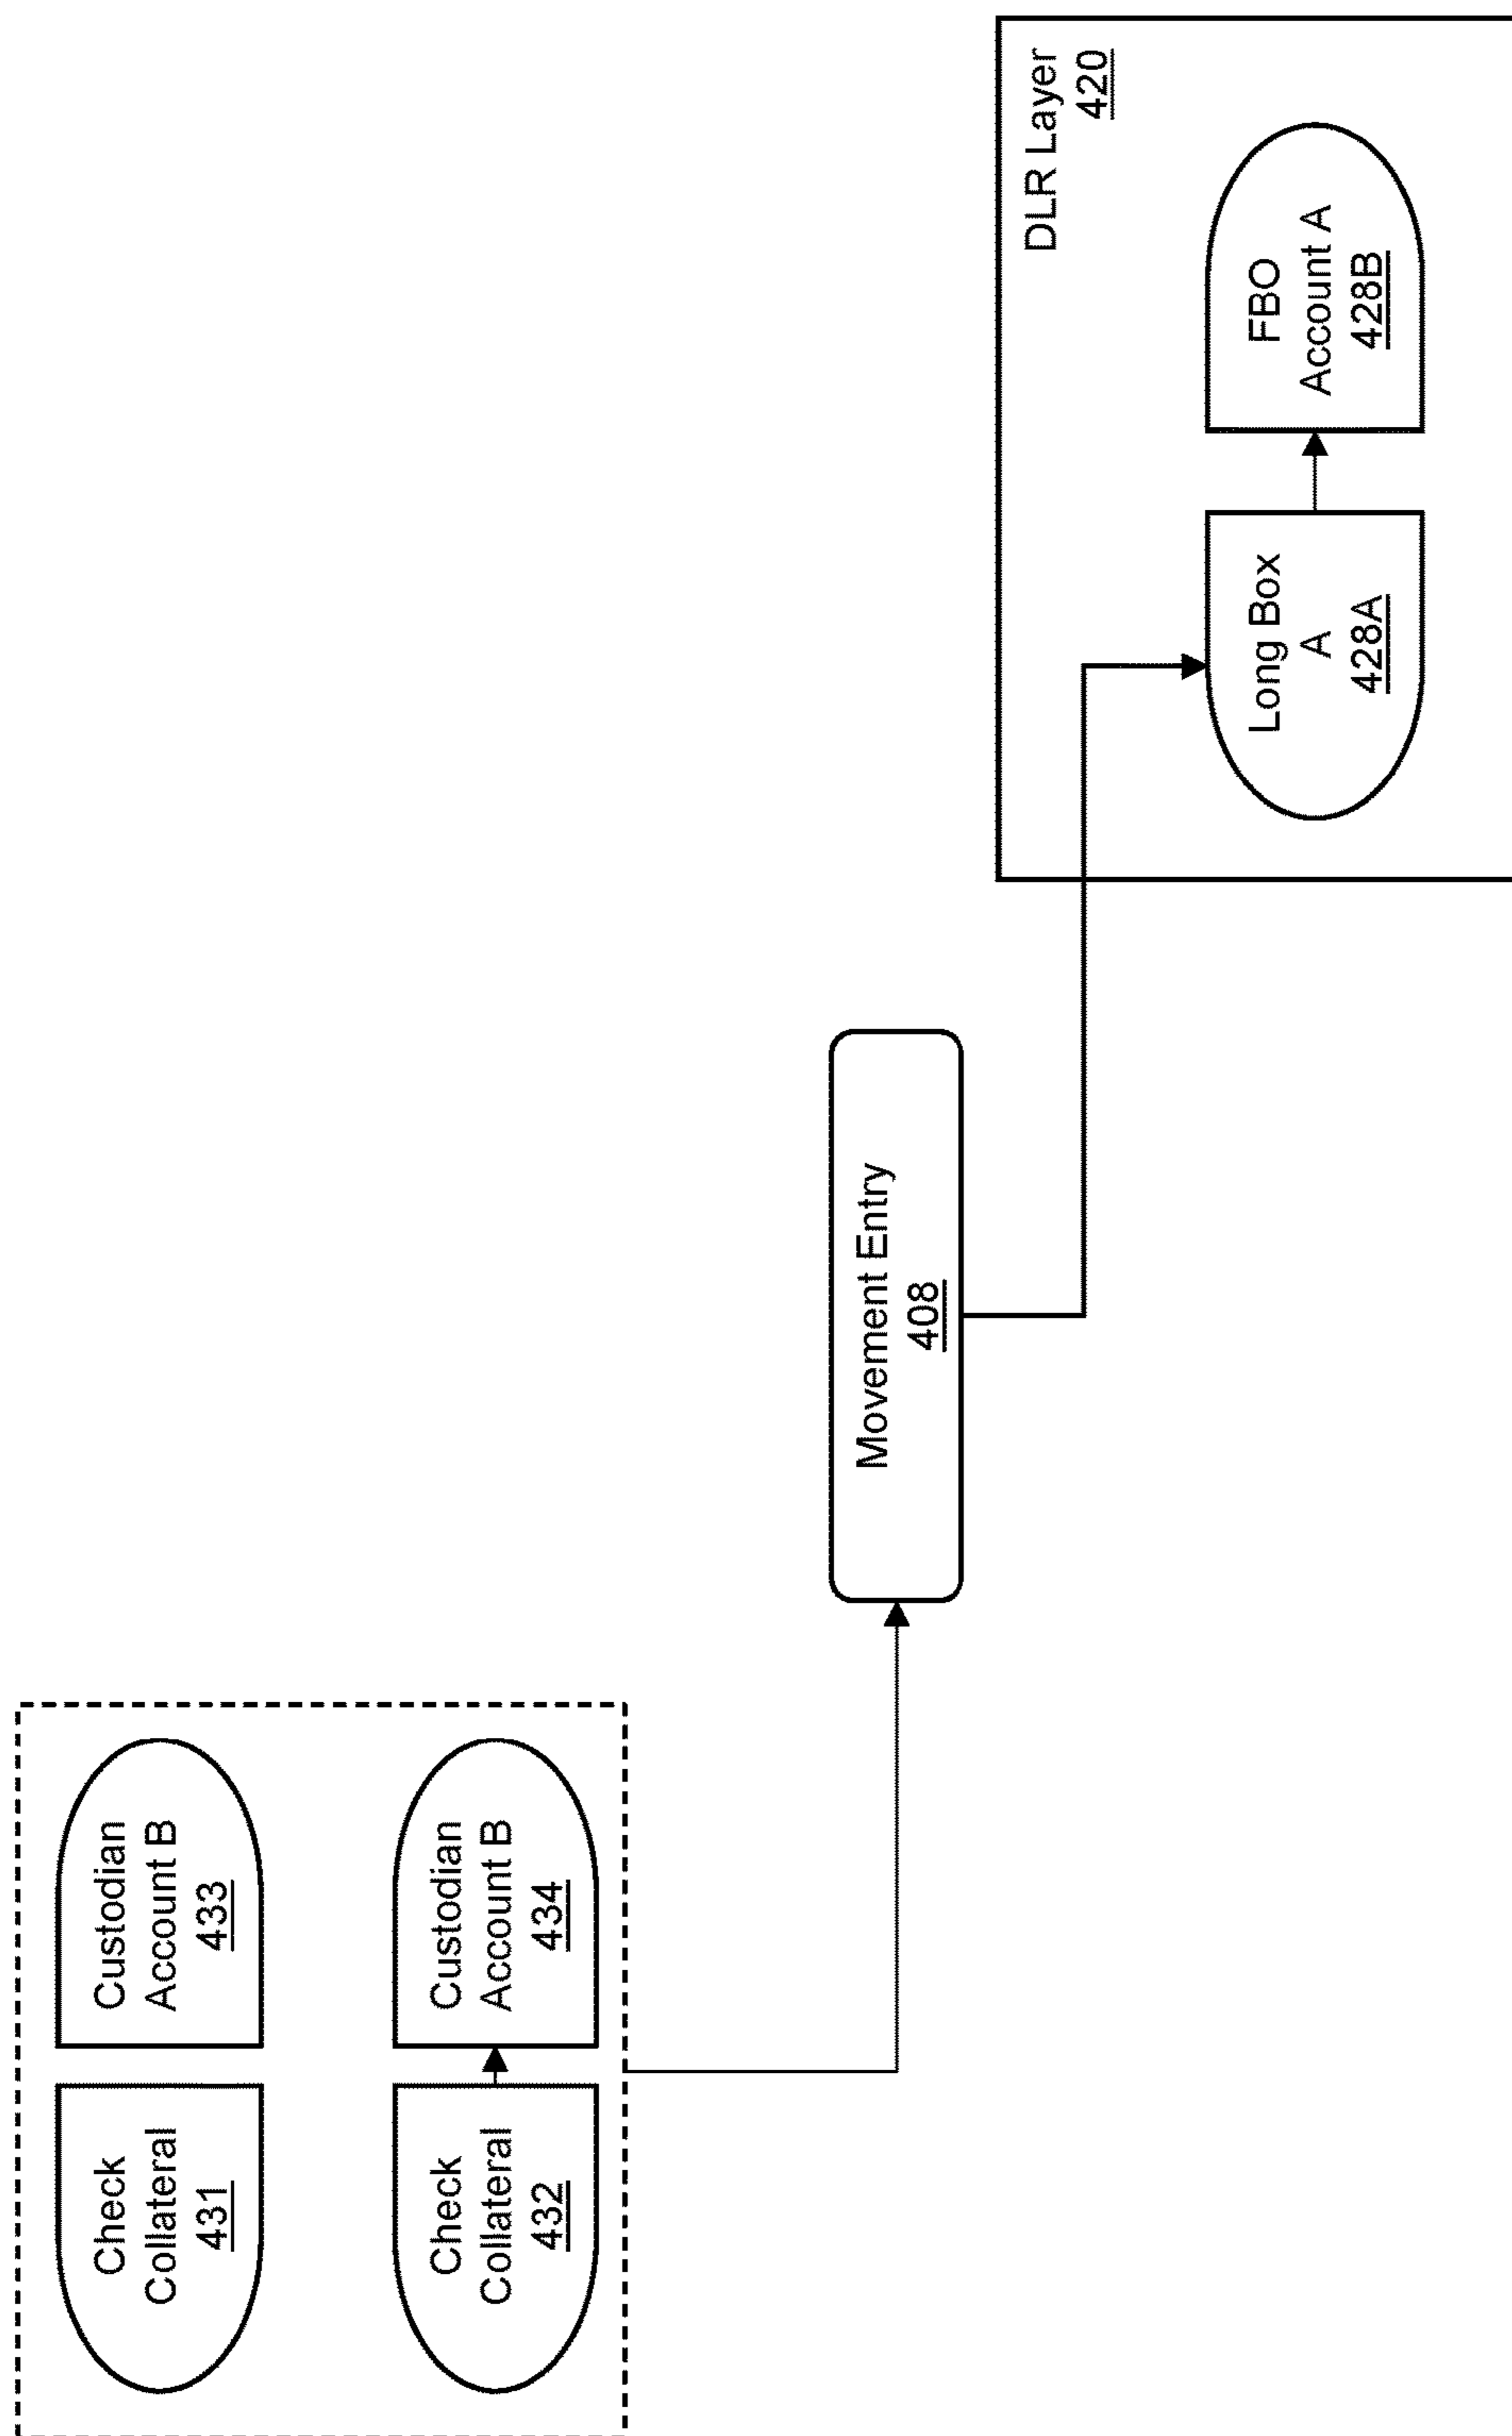 Check
Collateral
431
Custodian
Account B
433
Check
Collateral
432
Custodian
Account B
434
Movement Entry
408
DLR Layer
420
Long Box
A
428A
FBO
Account A
428B